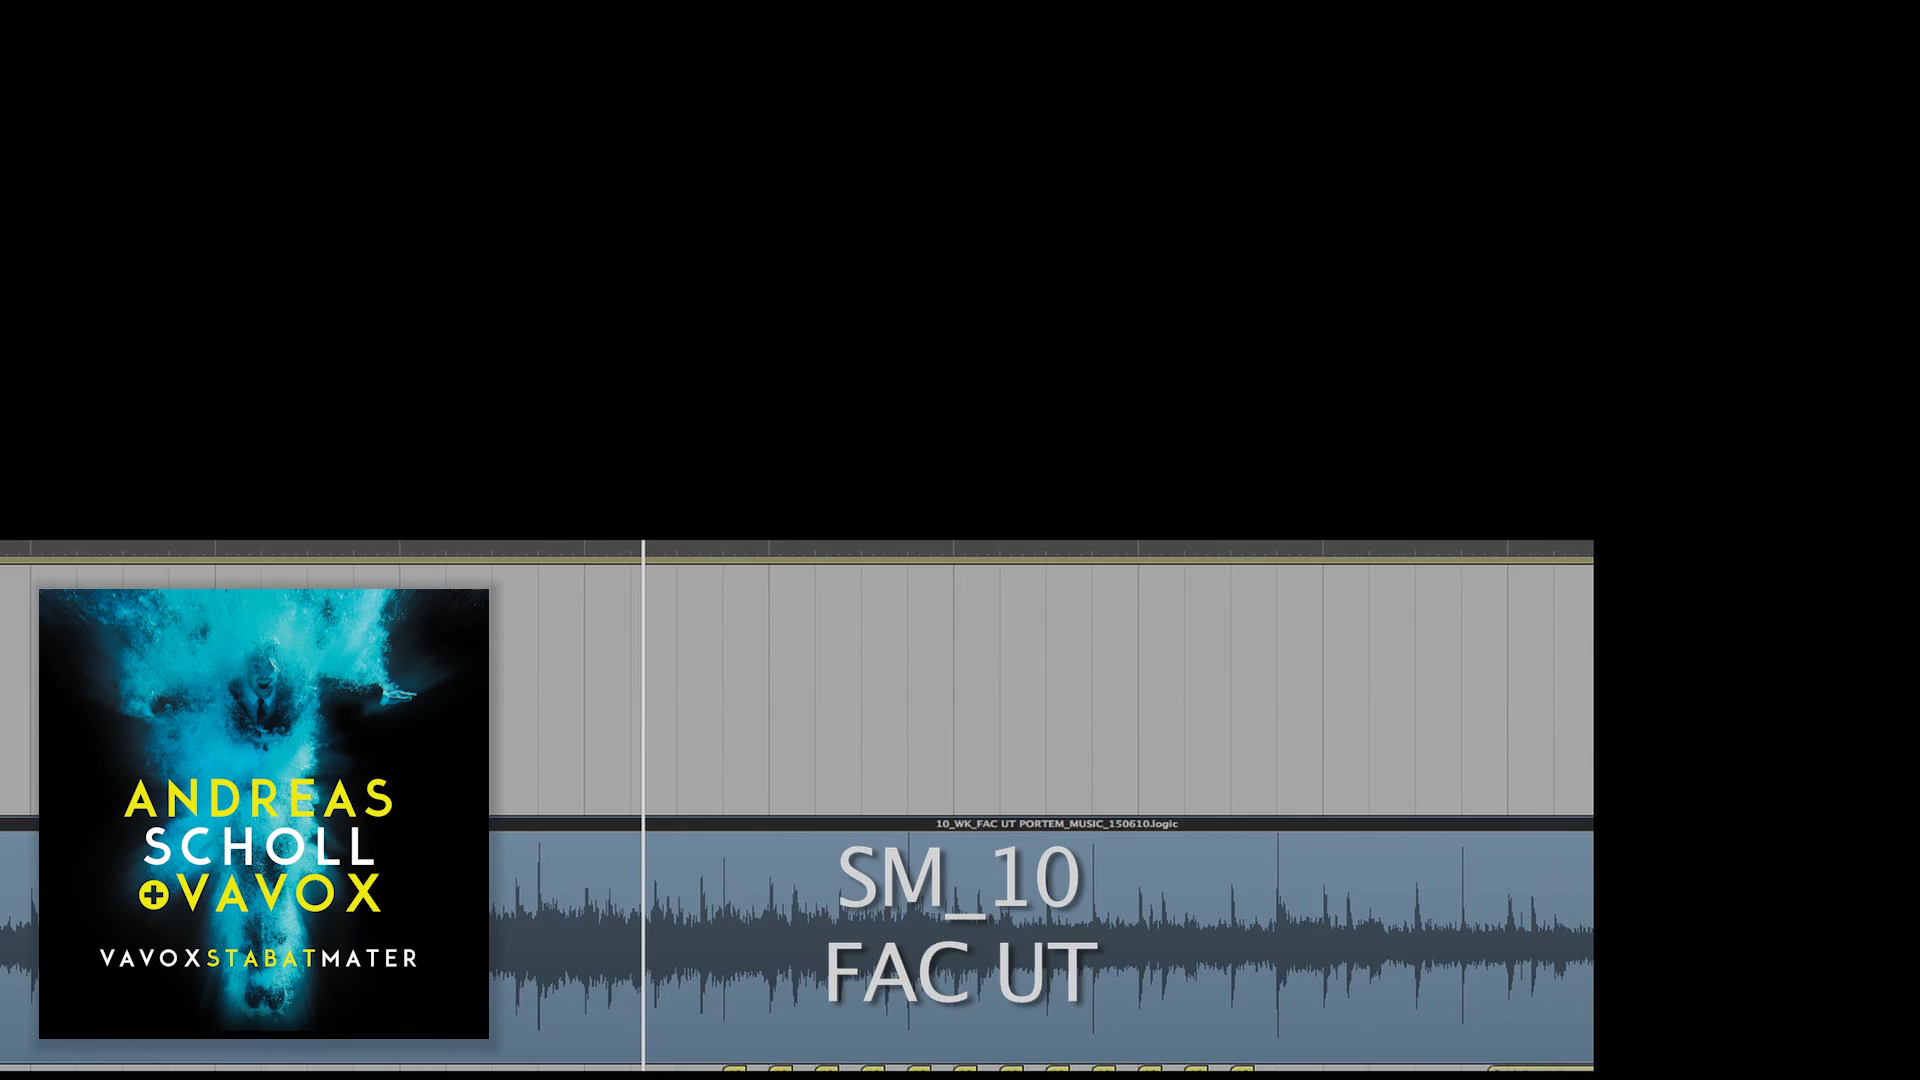 ANDREAS
SCHOLL
+VAVOX
VAVOXSTABATMATER
10_WK_FAC UT PORTEM_MUSIC_150610.logic
SM_10
FAC UT